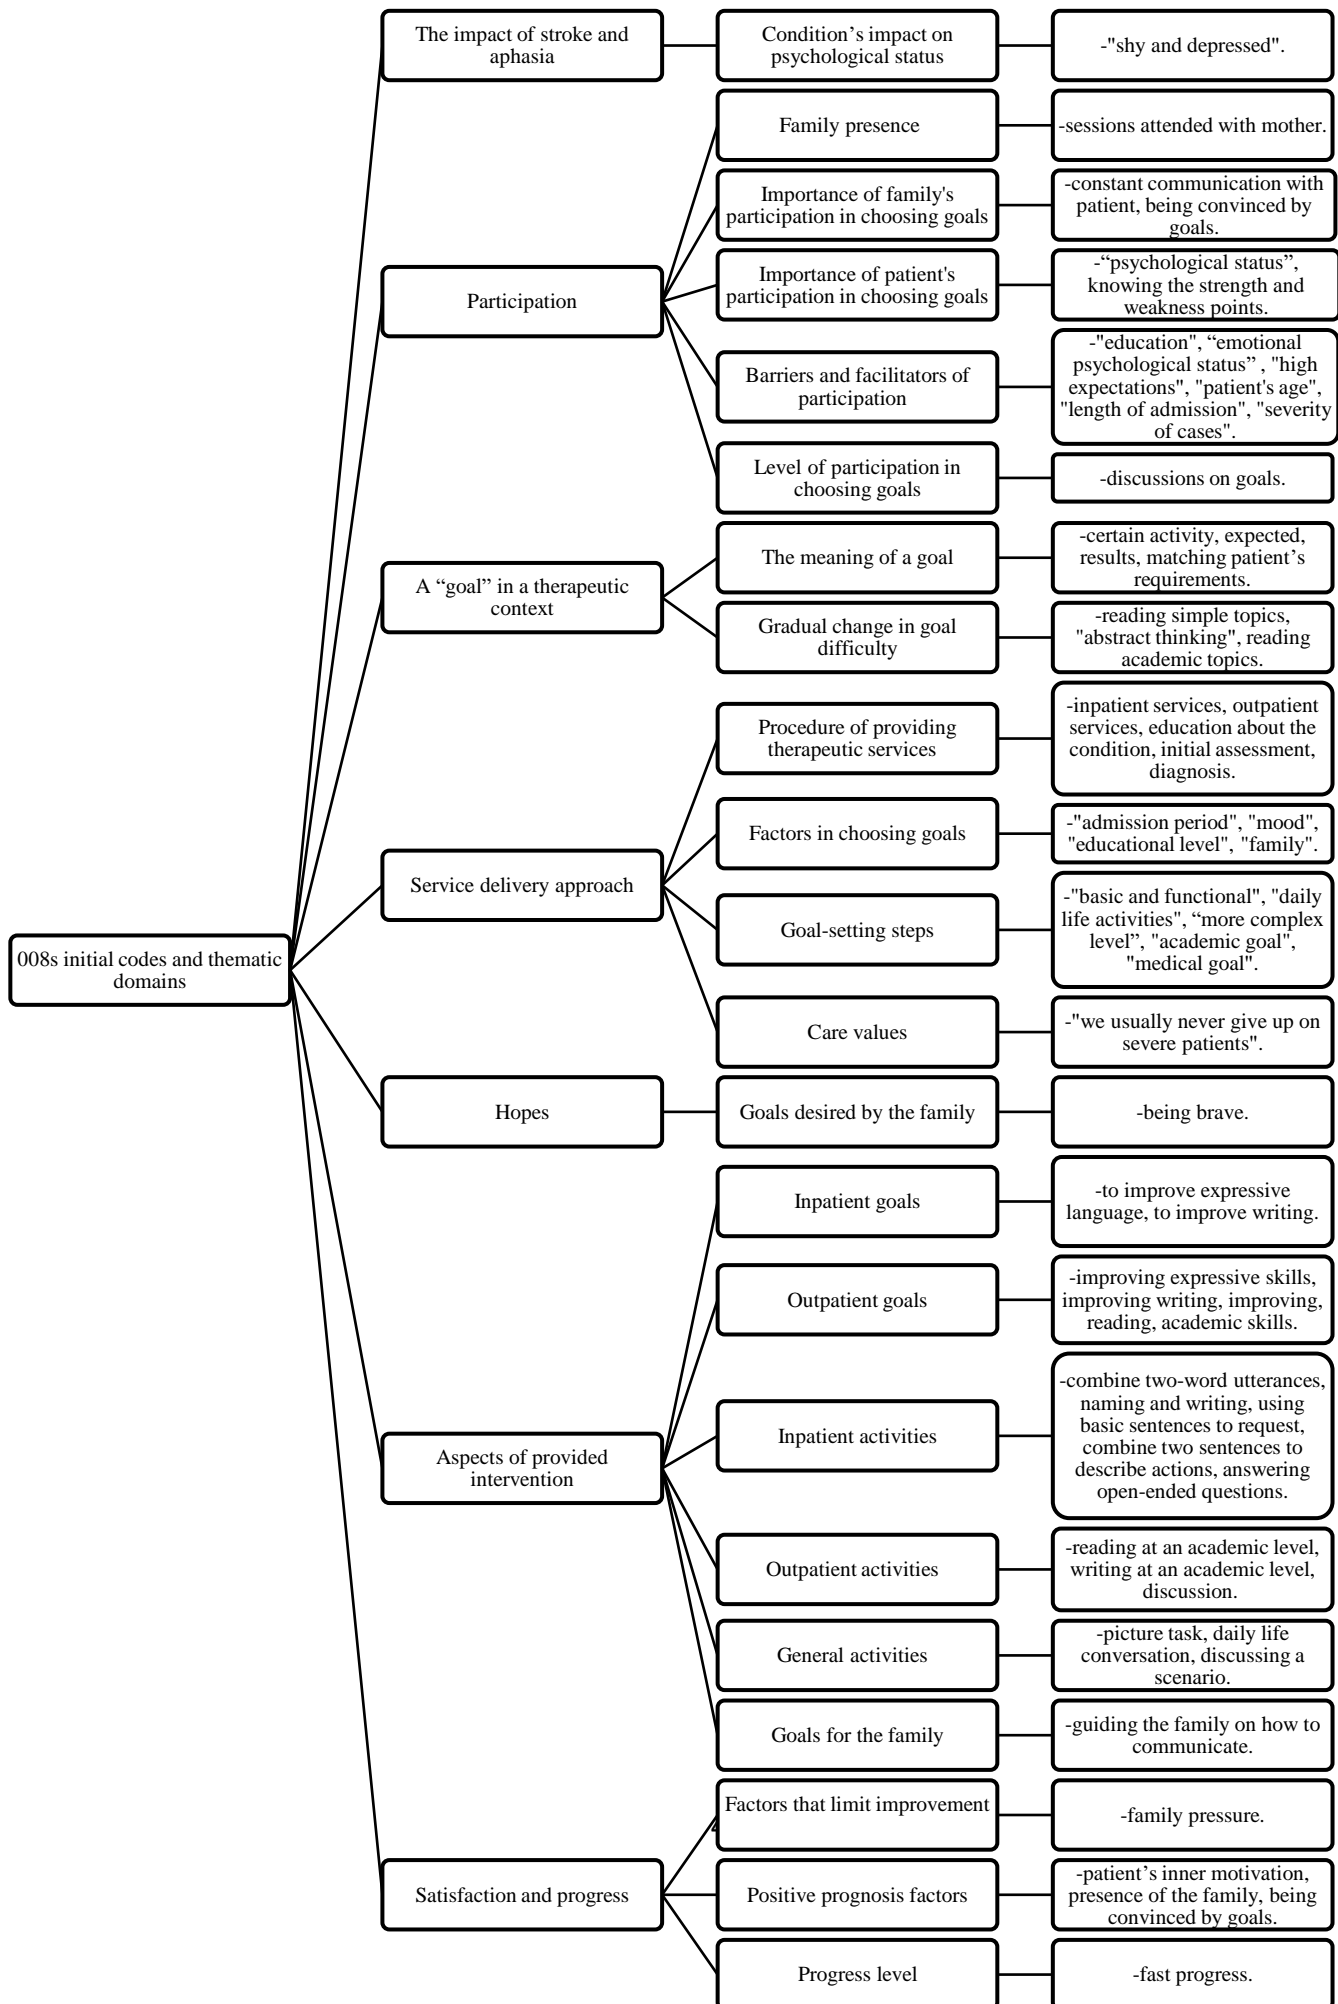 The impact of stroke and
aphasia
Condition’s impact on
psychological status
-"shy and depressed".
Family presence
-sessions attended with mother.
Importance of family's
participation in choosing goals
-constant communication with
patient, being convinced by
goals.
Participation
Importance of patient's
participation in choosing goals
-“psychological status”,
knowing the strength and
weakness points.
Barriers and facilitators of
participation
-"education", “emotional
psychological status” , "high
expectations", "patient's age",
"length of admission", "severity
of cases".
Level of participation in
choosing goals
-discussions on goals.
A “goal” in a therapeutic
context
The meaning of a goal
-certain activity, expected,
results, matching patient’s
requirements.
Gradual change in goal
difficulty
-reading simple topics,
"abstract thinking", reading
academic topics.
Service delivery approach
Procedure of providing
therapeutic services
-inpatient services, outpatient
services, education about the
condition, initial assessment,
diagnosis.
Factors in choosing goals
-"admission period", "mood",
"educational level", "family".
Goal-setting steps
-"basic and functional", "daily
life activities", “more complex
level”, "academic goal",
"medical goal".
Care values
-"we usually never give up on
severe patients".
008s initial codes and thematic
domains
Hopes
Goals desired by the family
-being brave.
Aspects of provided
intervention
Inpatient goals
-to improve expressive
language, to improve writing.
Outpatient goals
-improving expressive skills,
improving writing, improving,
reading, academic skills.
Inpatient activities
-combine two-word utterances,
naming and writing, using
basic sentences to request,
combine two sentences to
describe actions, answering
open-ended questions.
Outpatient activities
-reading at an academic level,
writing at an academic level,
discussion.
General activities
-picture task, daily life
conversation, discussing a
scenario.
Goals for the family
-guiding the family on how to
communicate.
Satisfaction and progress
Factors that limit improvement
-family pressure.
Positive prognosis factors
-patient’s inner motivation,
presence of the family, being
convinced by goals.
Progress level
-fast progress.